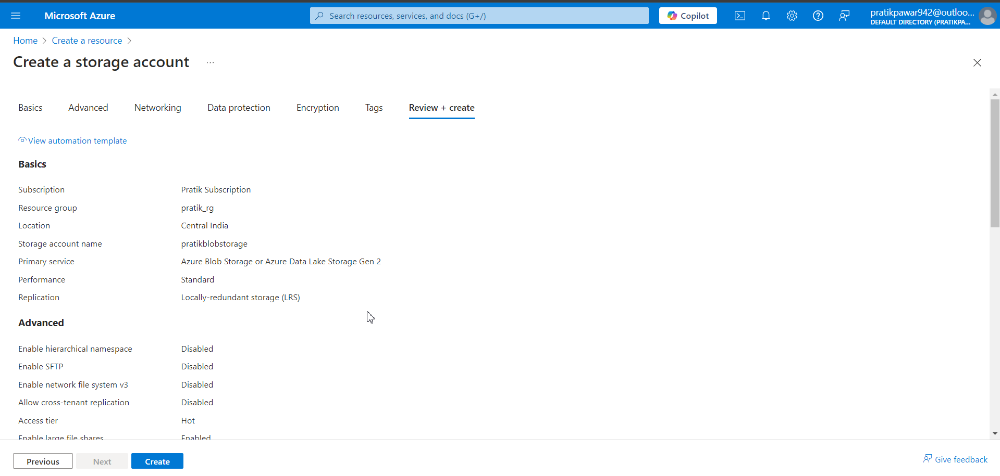 Microsoft Azure
Search resources, services, and docs (G+/)
Copilot
pratikpawar942@outloo...
DEFAULT DIRECTORY (PRATIKPA...
Home > Create a resource >
Create a storage account ...
Basics Advanced Networking Data protection Encryption Tags Review + create
View automation template
Basics
Subscription Pratik Subscription
Resource group pratik_rg
Location Central India
Storage account name pratikblobstorage
Primary service Azure Blob Storage or Azure Data Lake Storage Gen 2
Performance Standard
Replication Locally-redundant storage (LRS)
Advanced
Enable hierarchical namespace Disabled
Enable SFTP Disabled
Enable network file system v3 Disabled
Allow cross-tenant replication Disabled
Access tier Hot
Enable large file shares Enabled
Previous Next Create
Give feedback